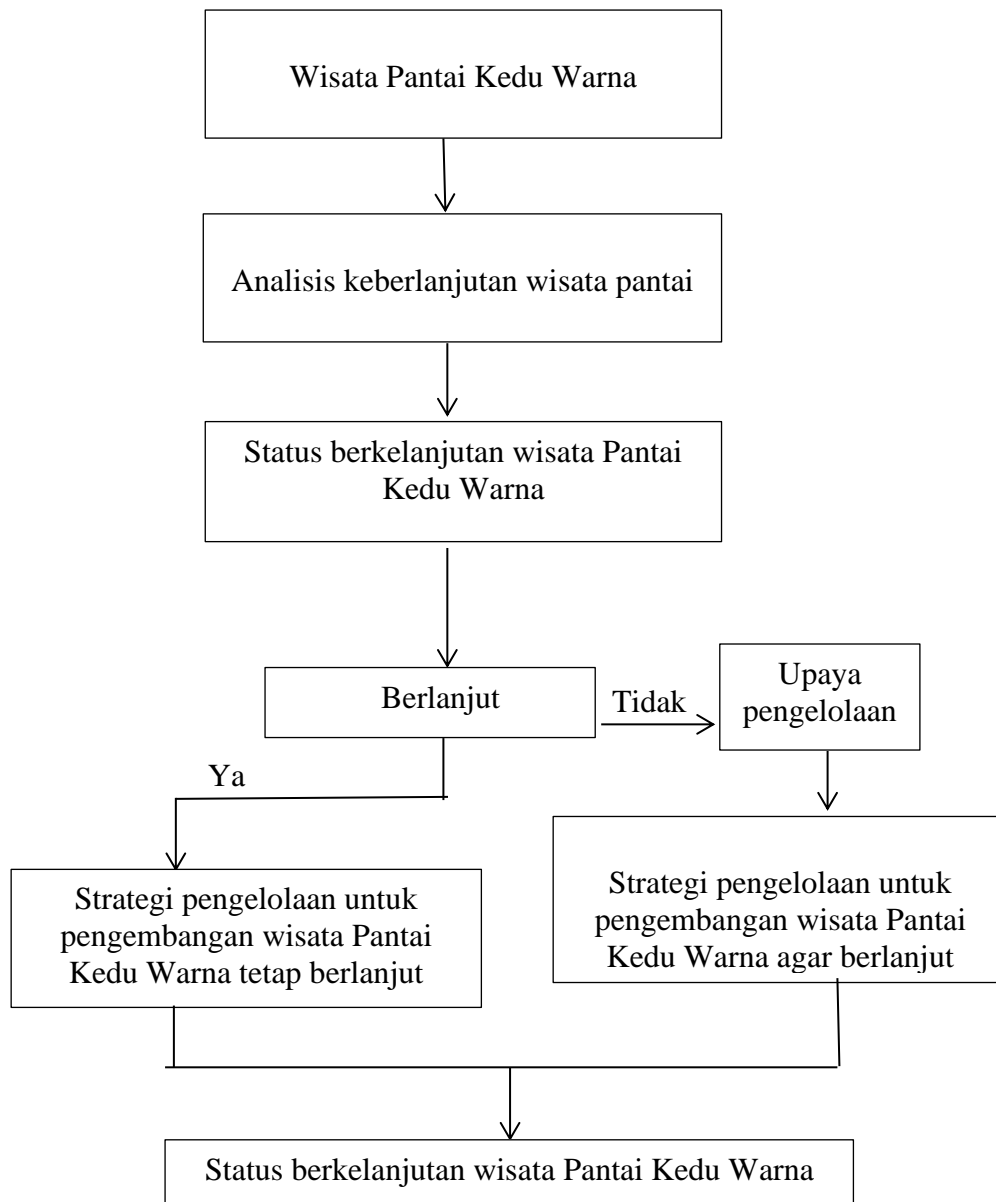 Wisata Pantai Kedu Warna
Analisis keberlanjutan wisata pantai
Status berkelanjutan wisata Pantai
Kedu Warna
Berlanjut
Tidak
Upaya
pengelolaan
Ya
Strategi pengelolaan untuk
pengembangan wisata Pantai
Kedu Warna tetap berlanjut
Strategi pengelolaan untuk
pengembangan wisata Pantai
Kedu Warna agar berlanjut
Status berkelanjutan wisata Pantai Kedu Warna